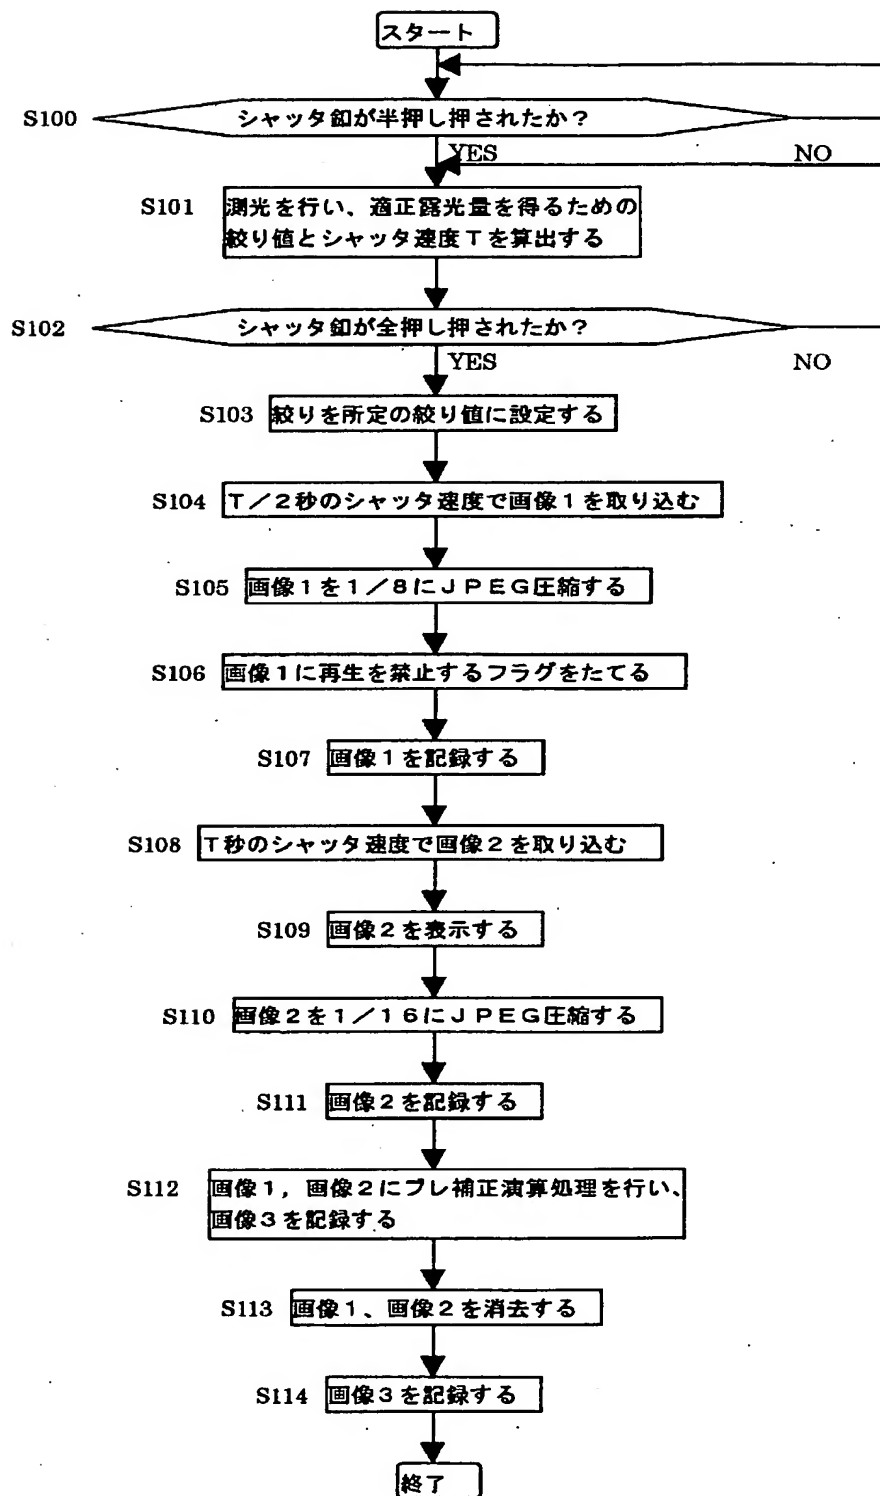 スタート
S100 シャッタ釦が半押し押されたか？
YES NO
S101 測光を行い、適正露光量を得るための
絞り値とシャッタ速度Tを算出する
S102 シャッタ釦が全押し押されたか？
YES NO
S103 絞りを所定の絞り値に設定する
S104 T／2秒のシャッタ速度で画像1を取り込む
S105 画像1を1／8にJPEG圧縮する
S106 画像1に再生を禁止するフラグをたてる
S107 画像1を記録する
S108 T秒のシャッタ速度で画像2を取り込む
S109 画像2を表示する
S110 画像2を1／16にJPEG圧縮する
S111 画像2を記録する
S112 画像1，画像2にブレ補正演算処理を行い、
画像3を記録する
S113 画像1、画像2を消去する
S114 画像3を記録する
終了